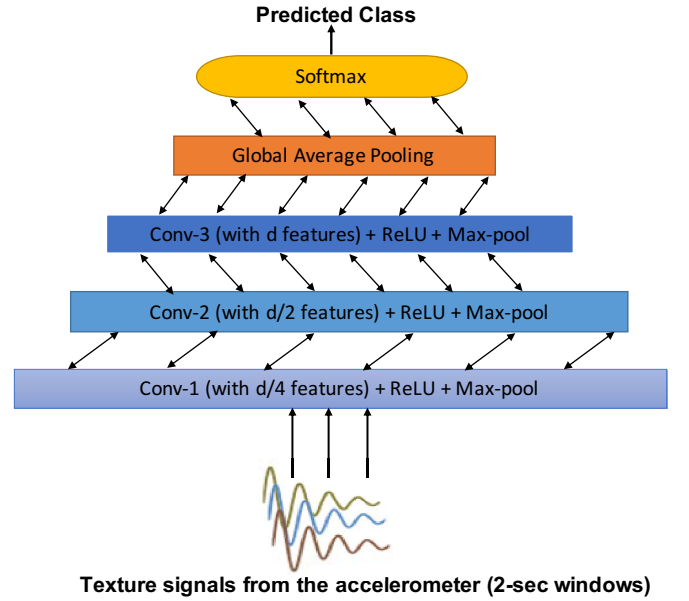 Predicted Class
Softmax
Global Average Pooling
Conv-3 (with d features) + ReLU + Max-pool
Conv-2 (with d/2 features) + ReLU + Max-pool
Conv-1 (with d/4 features) + ReLU + Max-pool
Texture signals from the accelerometer (2-sec windows)